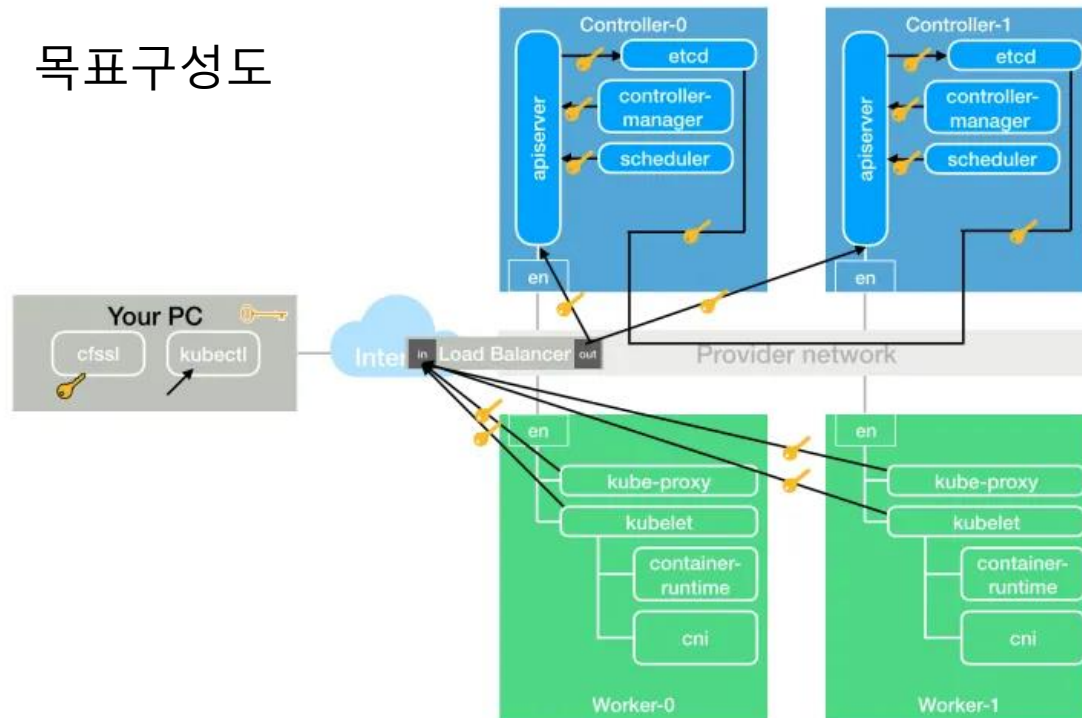 목표구성도
Controller-0
apiserver
etcd
controller-
manager
scheduler
en
Controller-1
apiserver
etcd
controller-
manager
scheduler
en
Your PC
cfssl
kubectl
in
Load Balancer
out
Provider network
en
kube-proxy
kubelet
container-
runtime
cni
Worker-0
en
kube-proxy
kubelet
container-
runtime
cni
Worker-1